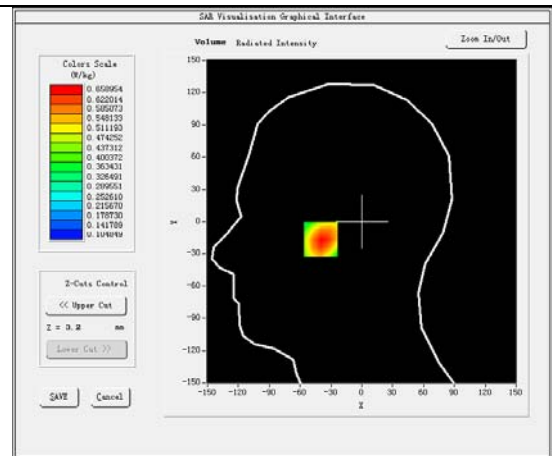 SAR Visualisation Graphical Interface
Volume Radiated Intensity
Zoom In/Out
Colors Scale
(W/kg)
0.658954
0.622014
0.585073
0.548133
0.511193
0.474252
0.437312
0.400372
0.363431
0.326491
0.289551
0.252610
0.215670
0.178730
0.141789
0.104849
Z-Cuts Control
<< Upper Cut
Z = 3.2 mm
Lower Cut >>
SAVE Cancel
150
120
90
60
30
0
-30
-60
-90
-120
-150
Y
-150 -120 -90 -60 -30 0 30 60 90 120 150
X